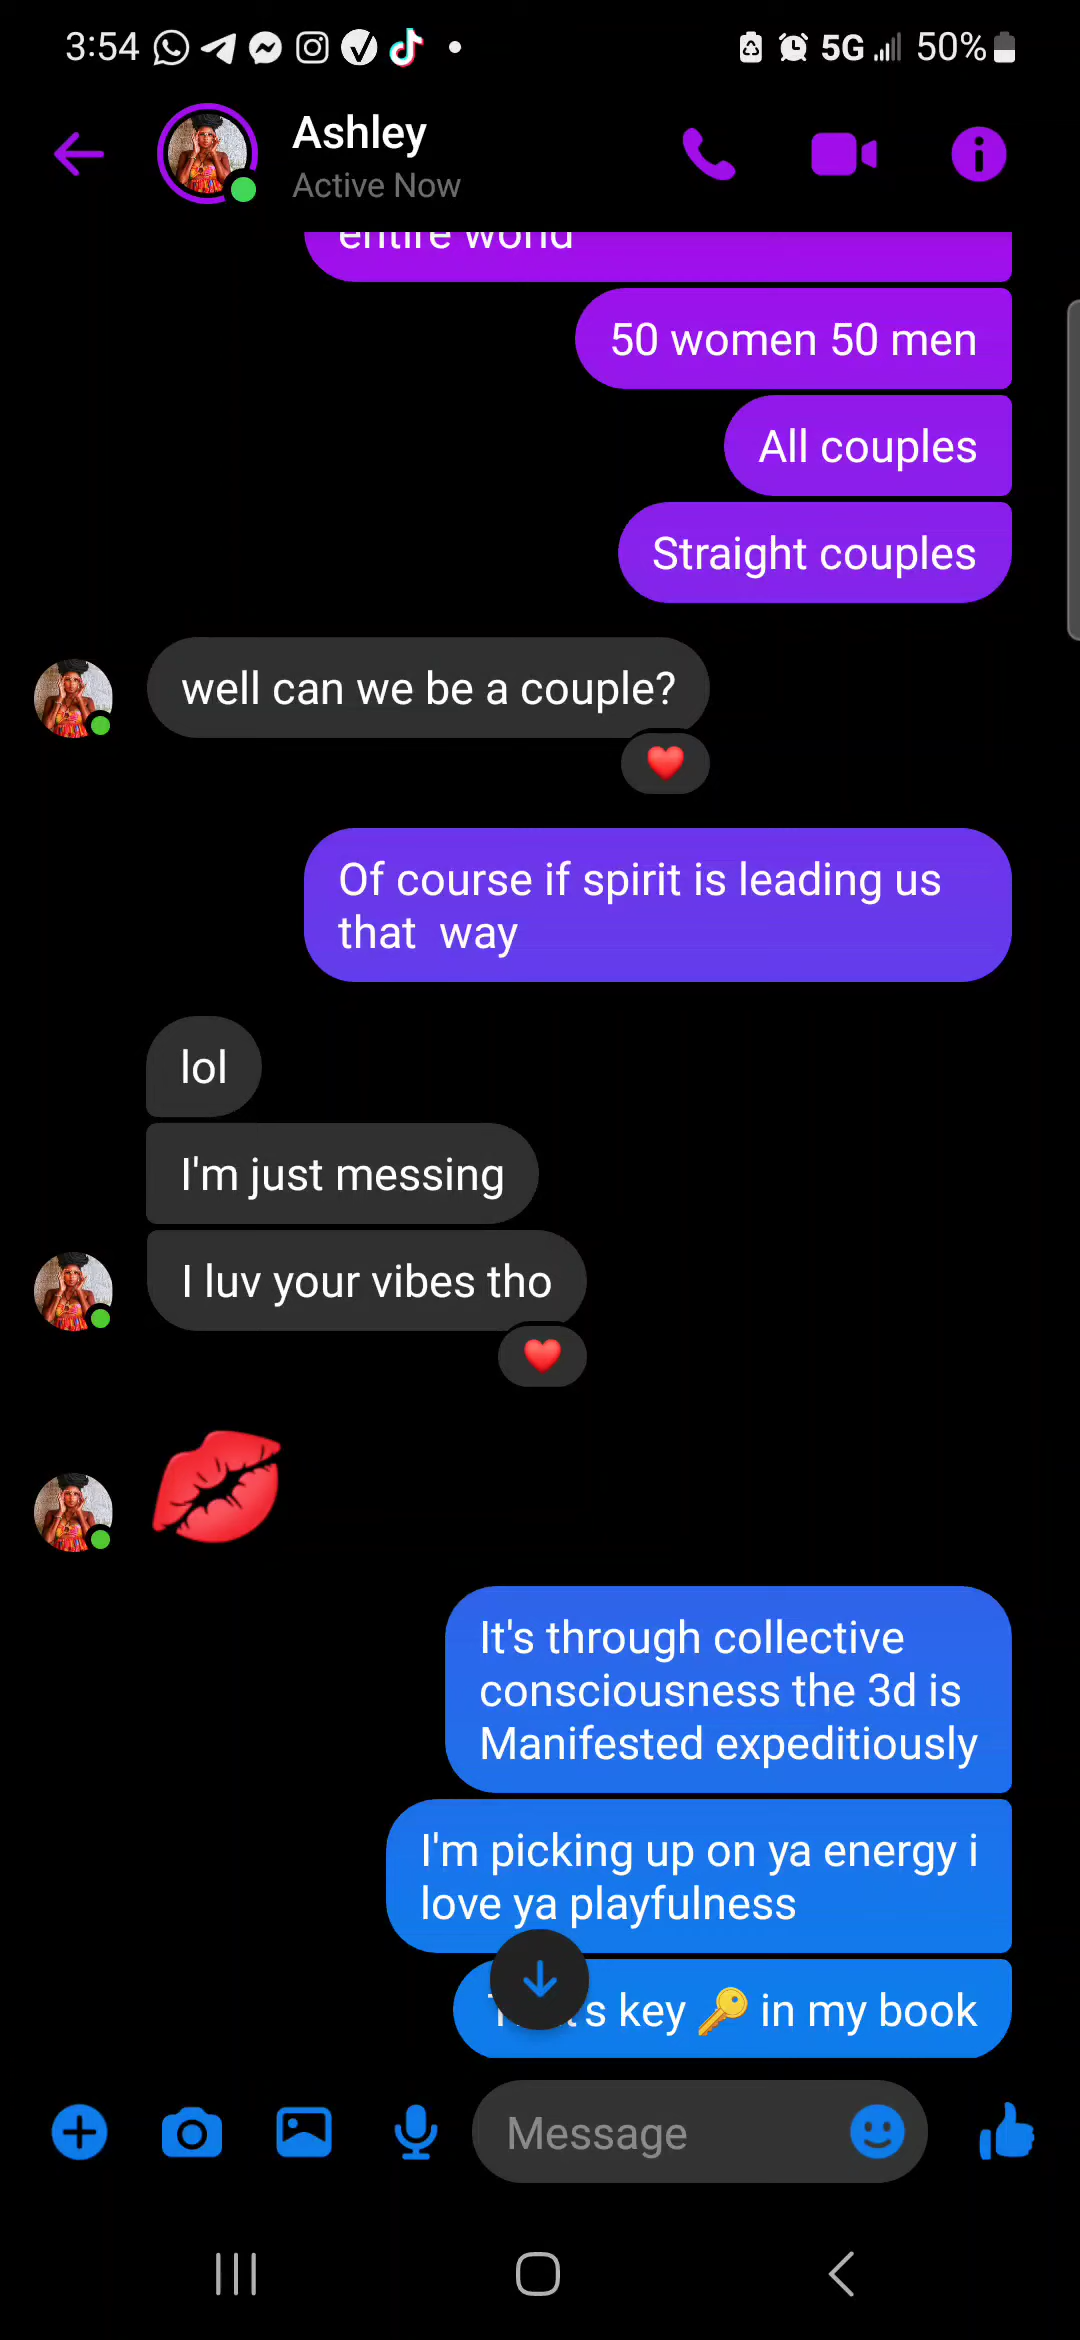 3:54
5G
50%
Ashley
Active Now
entire world
50 women 50 men
All couples
Straight couples
well can we be a couple?
Of course if spirit is leading us
that  way
lol
I'm just messing
I luv your vibes tho
It's through collective
consciousness the 3d is
Manifested expeditiously
I'm picking up on ya energy i
love ya playfulness
key 🔑 in my book
Message